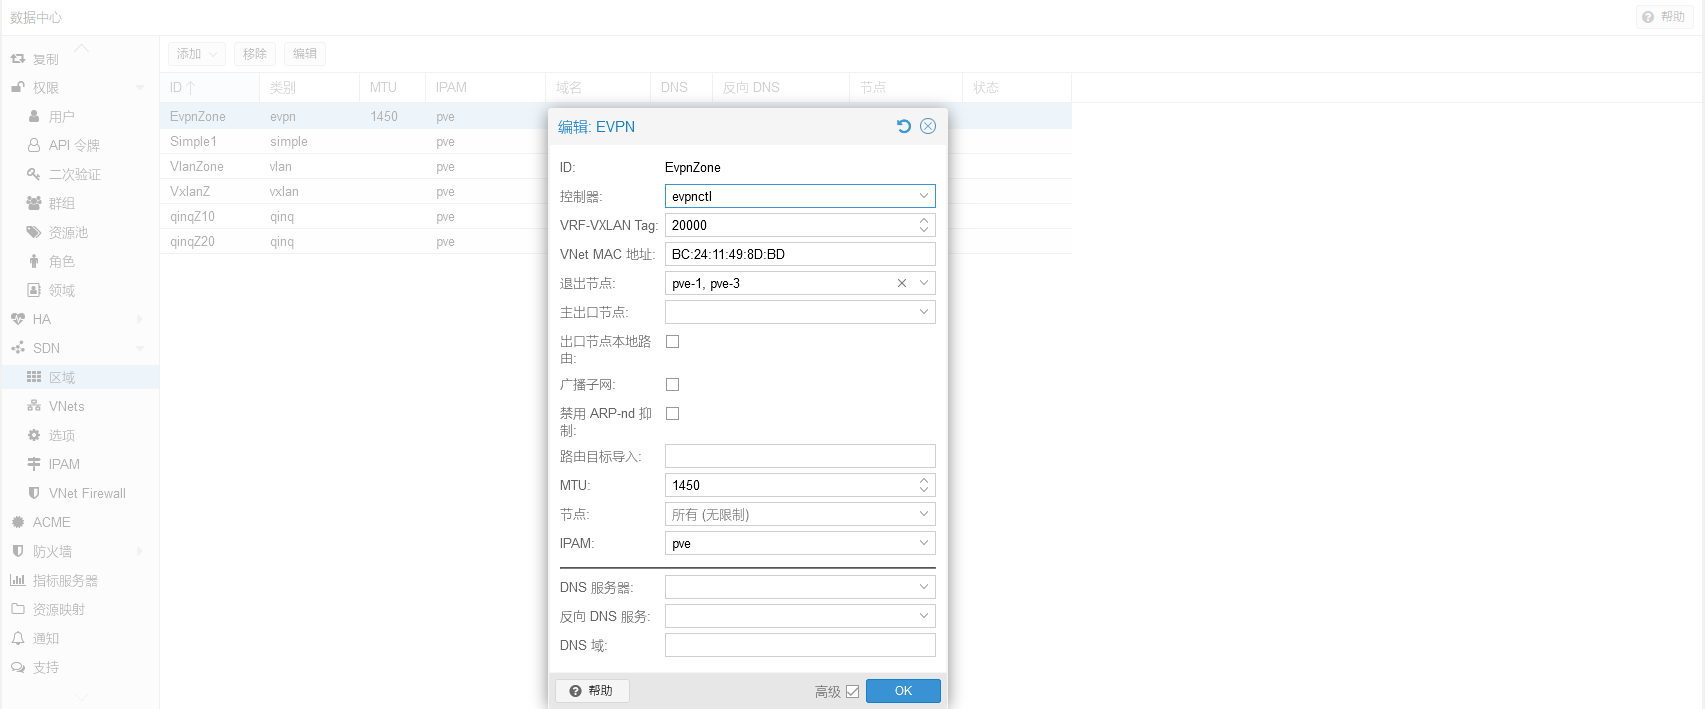 数据中心
帮助
复制
权限
用户
API 令牌
二次验证
群组
资源池
角色
领域
HA
SDN
区域
VNets
选项
IPAM
VNet Firewall
ACME
防火墙
指标服务器
资源映射
通知
支持
添加 移除 编辑
ID 类别 MTU IPAM 域名 DNS 反向 DNS 节点 状态
EvpnZone evpn 1450 pve
Simple1 simple pve
VlanZone vlan pve
VxlanZ vxlan pve
qinqZ10 qinq pve
qinqZ20 qinq pve
编辑: EVPN
ID: EvpnZone
控制器: evpnctl
VRF-VXLAN Tag: 20000
VNet MAC 地址: BC:24:11:49:8D:BD
退出节点: pve-1, pve-3
主出口节点:
出口节点本地路
由:
广播子网:
禁用 ARP-nd 抑
制:
路由目标导入:
MTU: 1450
节点: 所有 (无限制)
IPAM: pve
DNS 服务器:
反向 DNS 服务:
DNS 域:
帮助 高级 OK